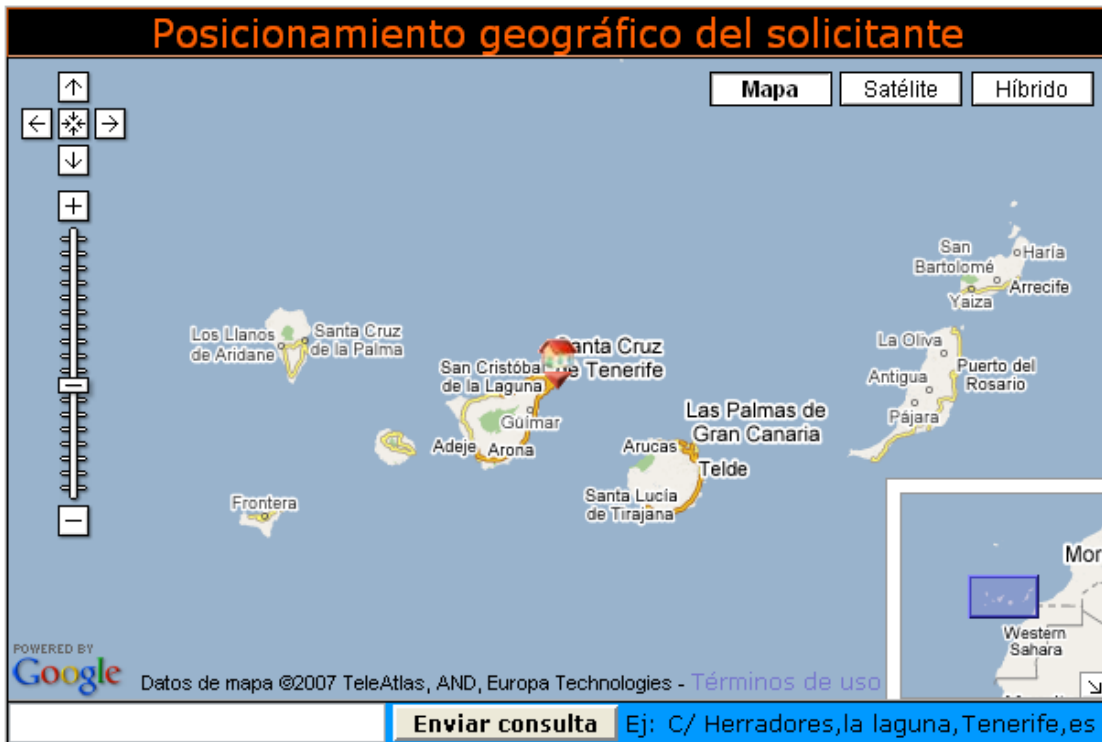 Posicionamiento geográfico del solicitante
Mapa
Satélite
Híbrido
San
Bartolomé
Haría
Arrecife
Yaiza
La Oliva
Puerto del
Rosario
Antigua
Pájara
Los Llanos
de Aridane
Santa Cruz
de la Palma
Santa Cruz
de Tenerife
San Cristóbal
de la Laguna
Güímar
Adeje
Arona
Las Palmas de
Gran Canaria
Arucas
Telde
Santa Lucía
de Tirajana
Frontera
Mor
Western
Sahara
POWERED BY
Google
Datos de mapa ©2007 TeleAtlas, AND, Europa Technologies - Términos de uso
Enviar consulta
Ej: C/ Herradores,la laguna,Tenerife,es